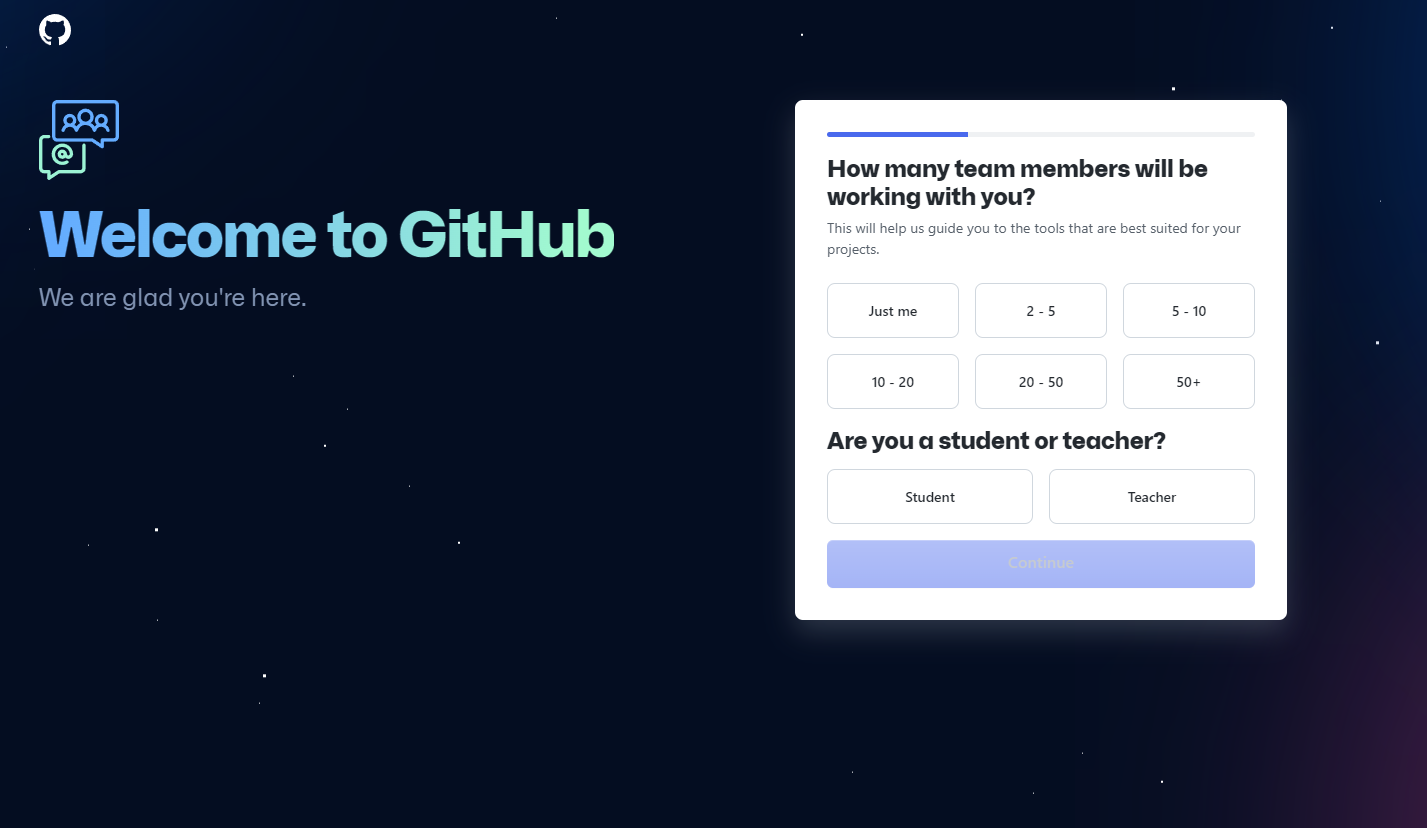 Welcome to GitHub
We are glad you're here.
How many team members will be
working with you?
This will help us guide you to the tools that are best suited for your
projects.
Just me
2 - 5
5 - 10
10 - 20
20 - 50
50+
Are you a student or teacher?
Student
Teacher
Continue